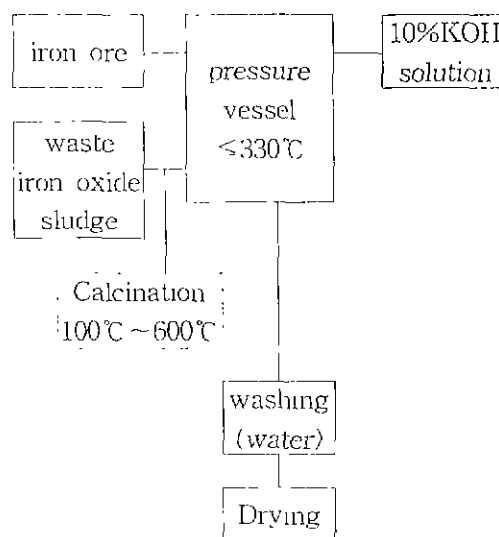 iron ore
waste
iron oxide
sludge
Calcination
100℃~600℃
pressure
vessel
≤330℃
10%KOH
solution
washing
(water)
Drying